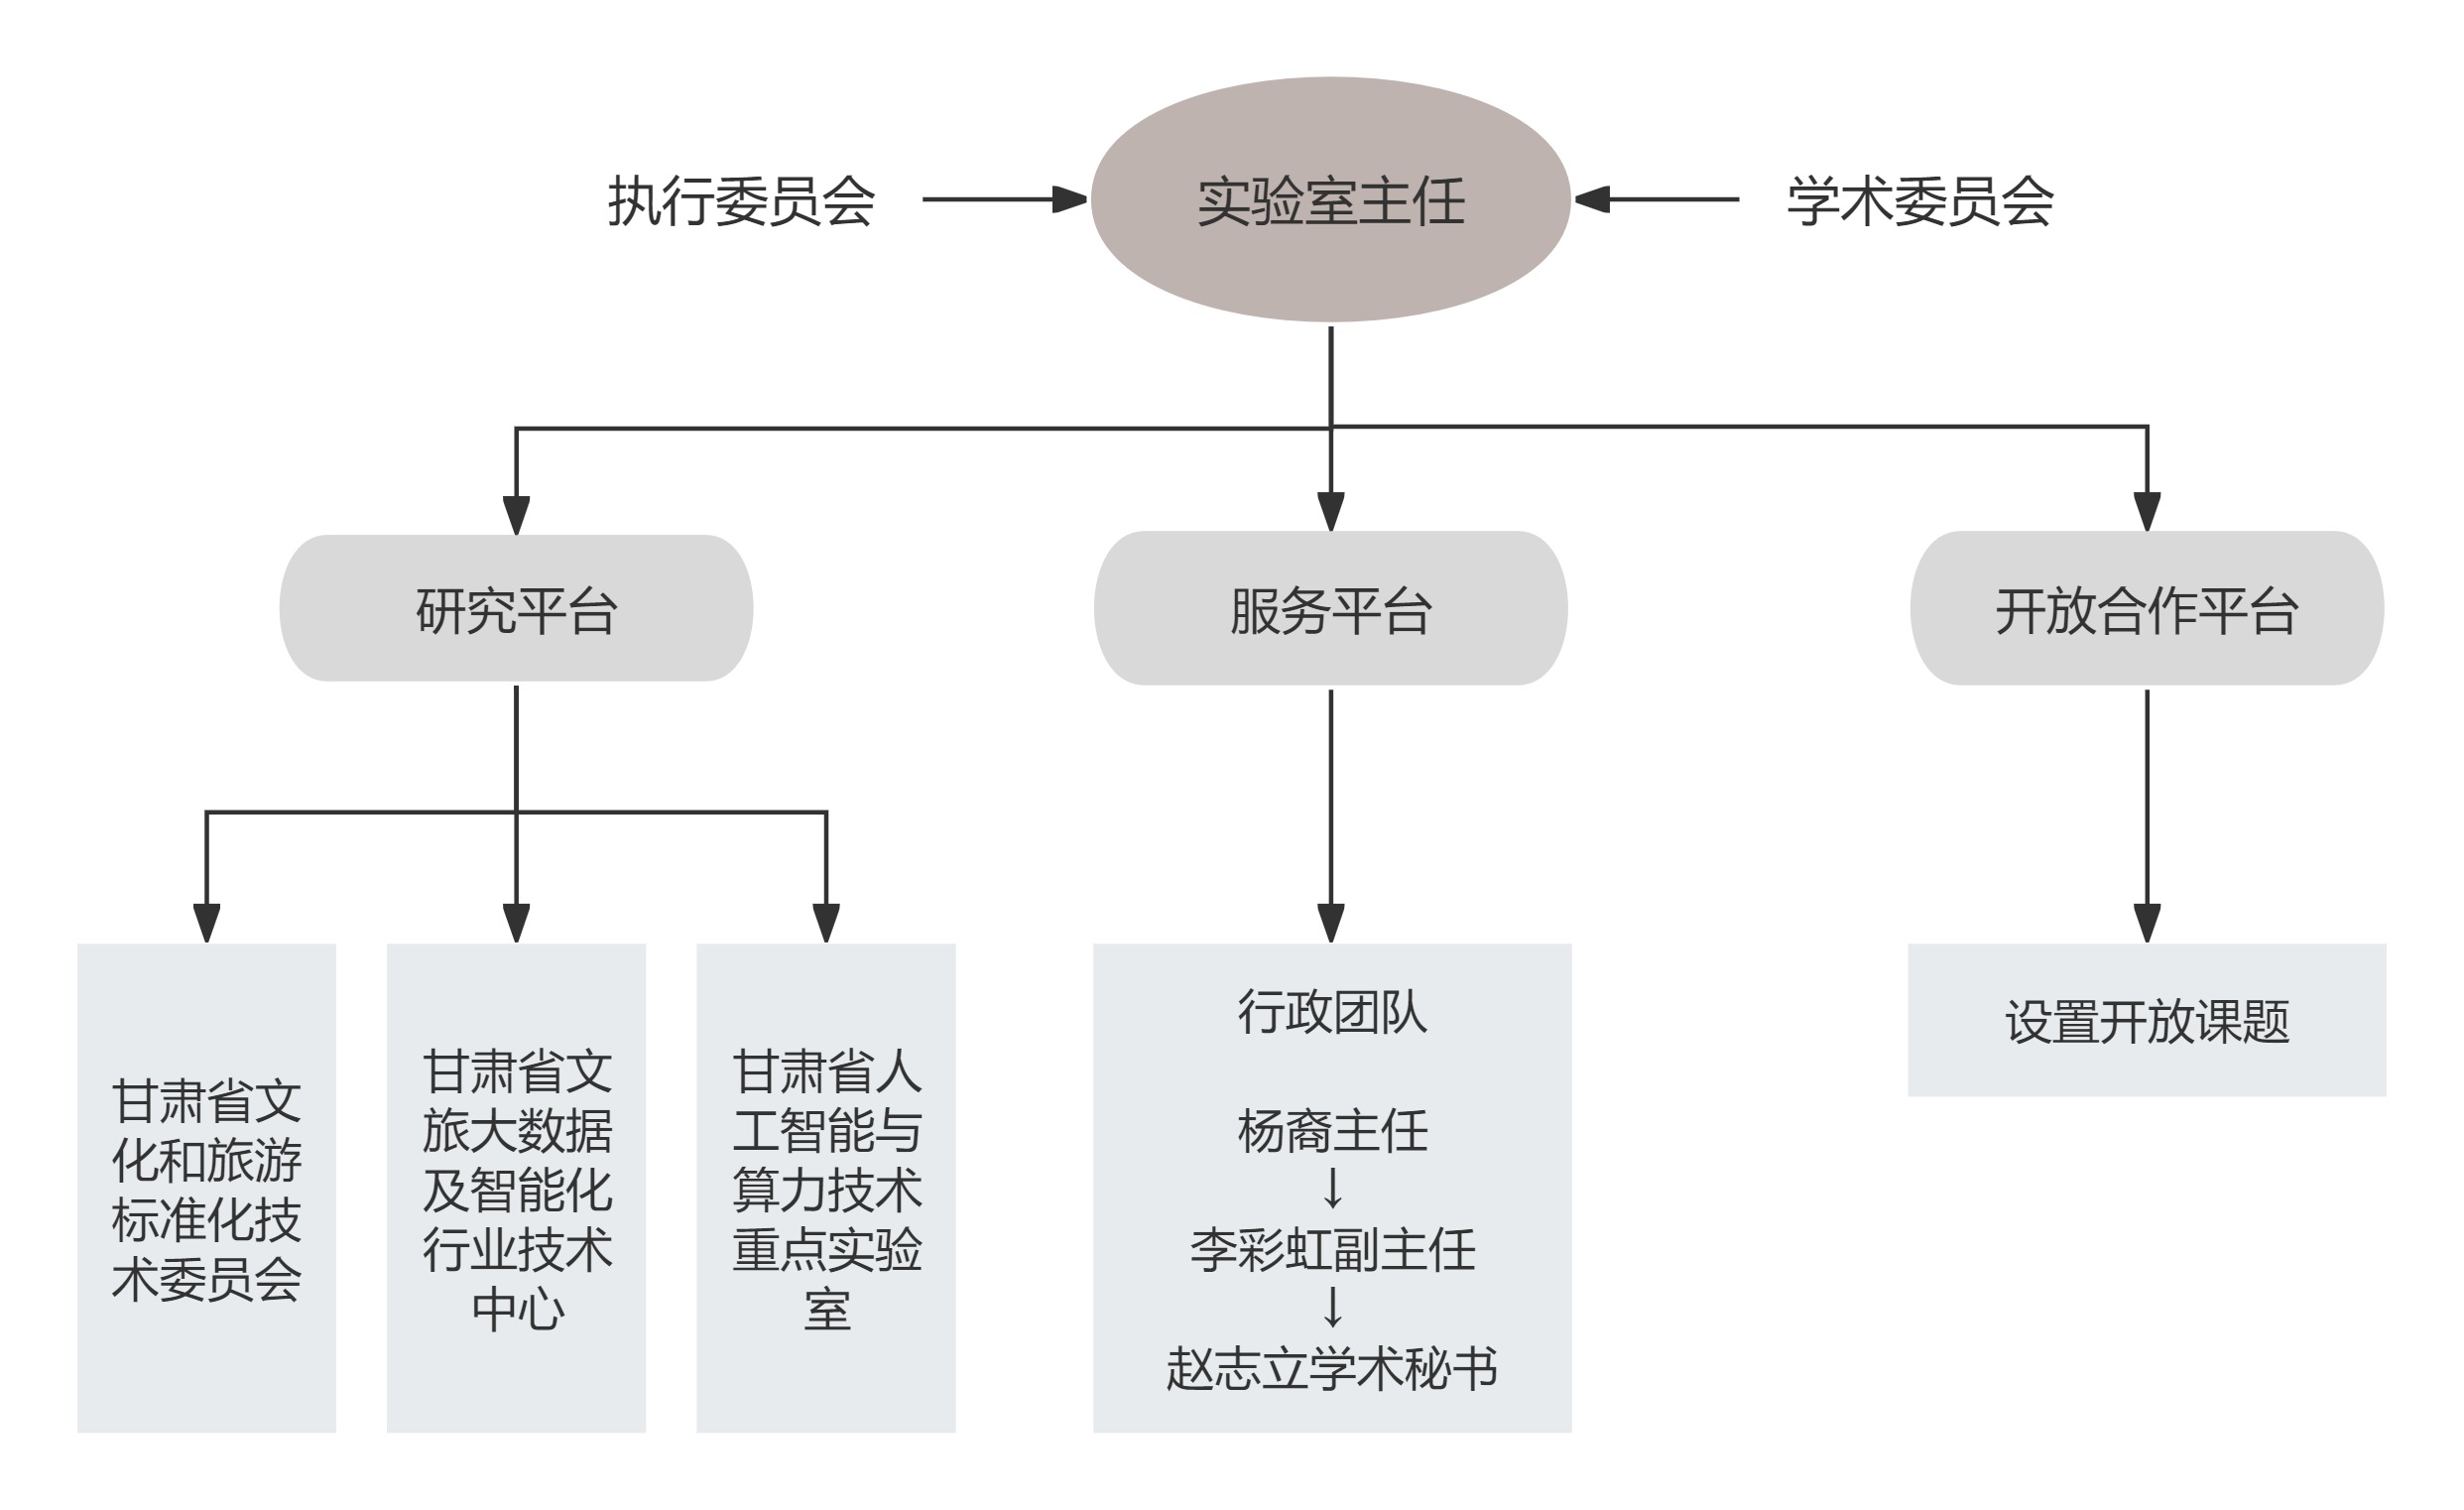 执行委员会
实验室主任
学术委员会
研究平台
服务平台
开放合作平台
甘肃省文
化和旅游
标准化技
术委员会
甘肃省文
旅大数据
及智能化
行业技术
中心
甘肃省人
工智能与
算力技术
重点实验
室
行政团队
杨裔主任
↓
李彩虹副主任
↓
赵志立学术秘书
设置开放课题